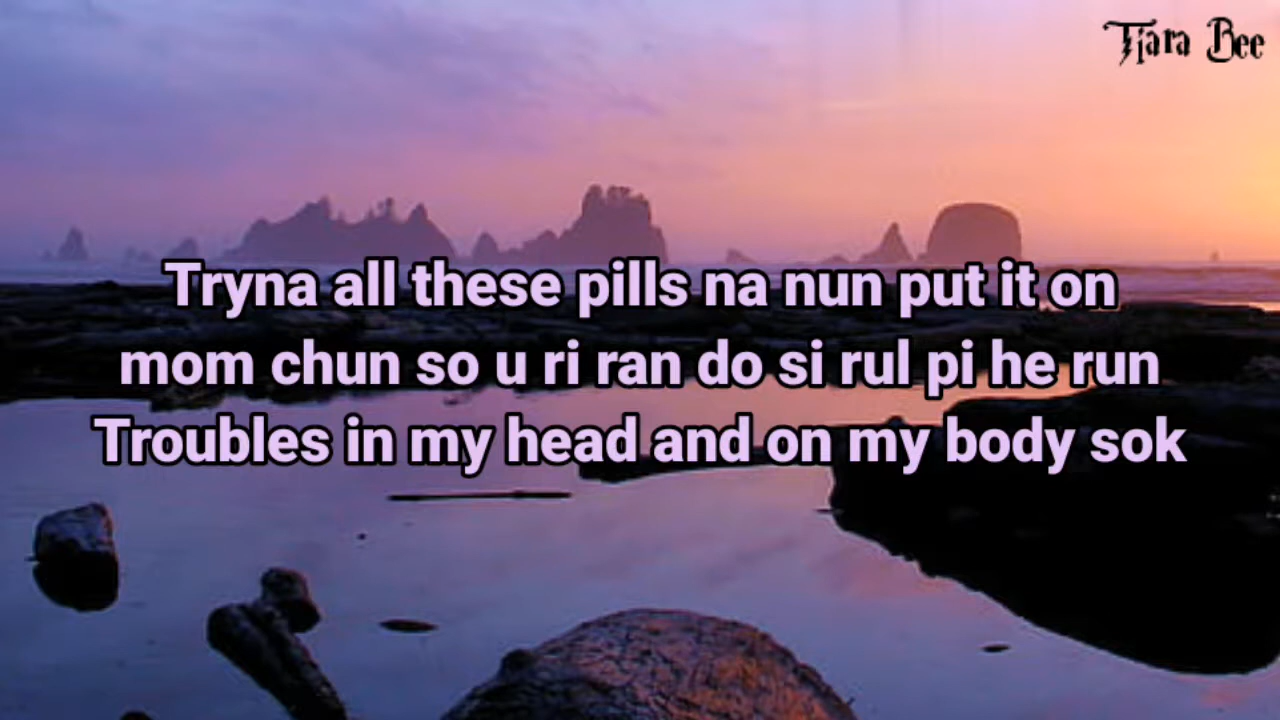 Tjara Bee
Tryna all these pills na nun put it on
mom chun so u ri ran do si rul pi he run
Troubles in my head and on my body sok